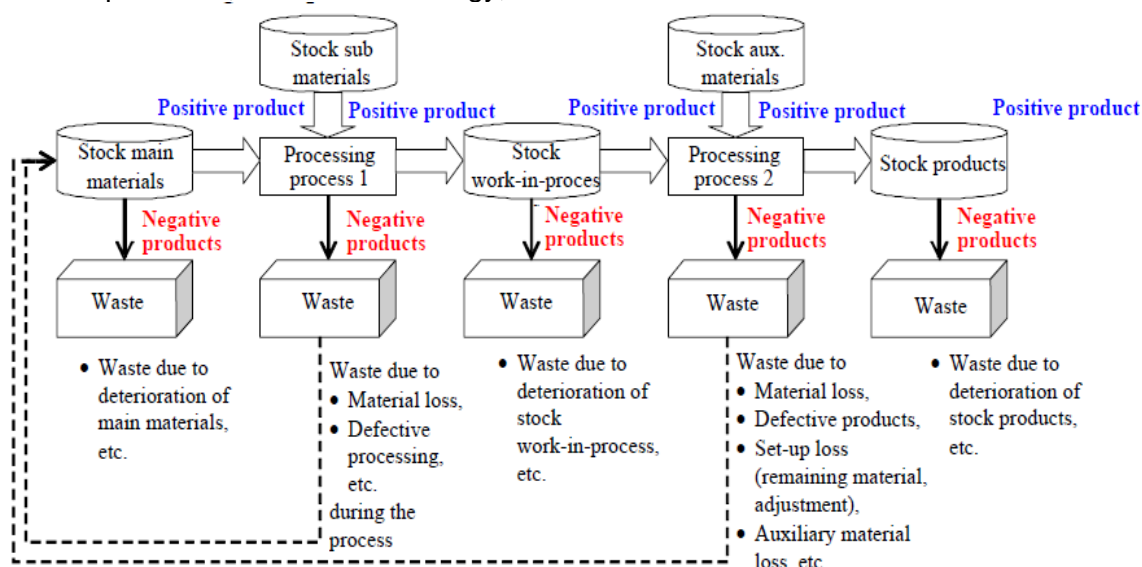 Stock sub
materials
Stock aux.
materials
Positive product
Positive product
Positive product
Positive product
Positive product
Stock main
materials
Processing
process 1
Stock
work-in-proces
Processing
process 2
Stock products
Negative
products
Negative
products
Negative
products
Negative
products
Negative
products
Waste
Waste
Waste
Waste
Waste
• Waste due to
deterioration of
main materials,
etc.
Waste due to
• Material loss,
• Defective
processing,
etc.
during the
process
• Waste due to
deterioration of
stock
work-in-process,
etc.
Waste due to
• Material loss,
• Defective products,
• Set-up loss
(remaining material,
adjustment),
• Auxiliary material
loss, etc
• Waste due to
deterioration of
stock products,
etc.